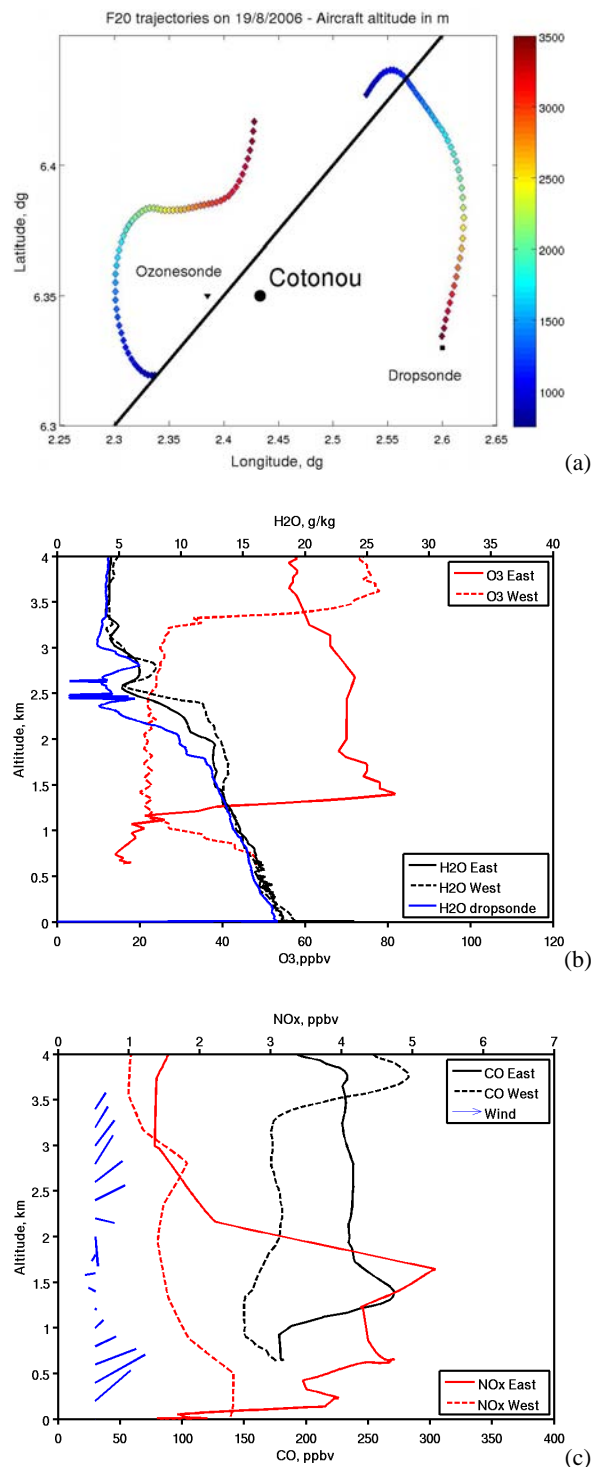 F20 trajectories on 19/8/2006 - Aircraft altitude in m
3500
3000
2500
2000
1500
1000
6.4
6.35
6.3
Latitude, dg
Ozonesonde
Cotonou
Dropsonde
2.25 2.3 2.35 2.4 2.45 2.5 2.55 2.6 2.65
Longitude, dg
(a)
H2O, g/kg
0 5 10 15 20 25 30 35 40
4
3.5
3
2.5
2
1.5
1
0.5
0
Altitude, km
O3 East
O3 West
H2O East
H2O West
H2O dropsonde
0 20 40 60 80 100 120
O3,ppbv
(b)
NOx, ppbv
0 1 2 3 4 5 6 7
4
3.5
3
2.5
2
1.5
1
0.5
0
Altitude, km
CO East
CO West
Wind
NOx East
NOx West
0 50 100 150 200 250 300 350 400
CO, ppbv
(c)